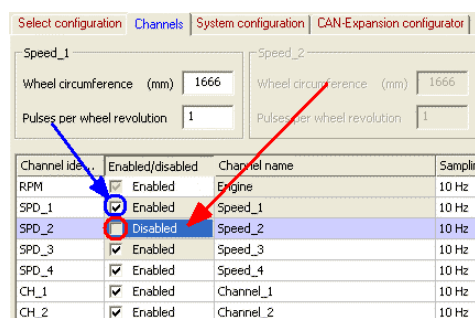 Select configuration Channels System configuration CAN-Expansion configurator
Speed_1 Speed_2
Wheel circumference (mm) 1666 Wheel circumference (mm) 1666
Pulses per wheel revolution 1 Pulses per wheel revolution 1
Channel ide... Enabled/disabled Channel name Samplin
RPM Enabled Engine 10 Hz
SPD_1 Enabled Speed_1 10 Hz
SPD_2 Disabled Speed_2 10 Hz
SPD_3 Enabled Speed_3 10 Hz
SPD_4 Enabled Speed_4 10 Hz
CH_1 Enabled Channel_1 10 Hz
CH_2 Enabled Channel_2 10 Hz